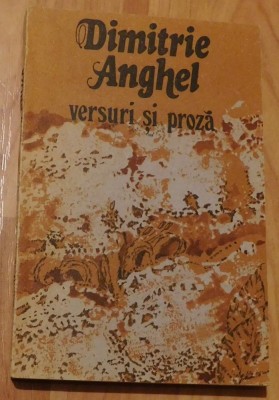 Dimitrie
Anghel
versuri și proză